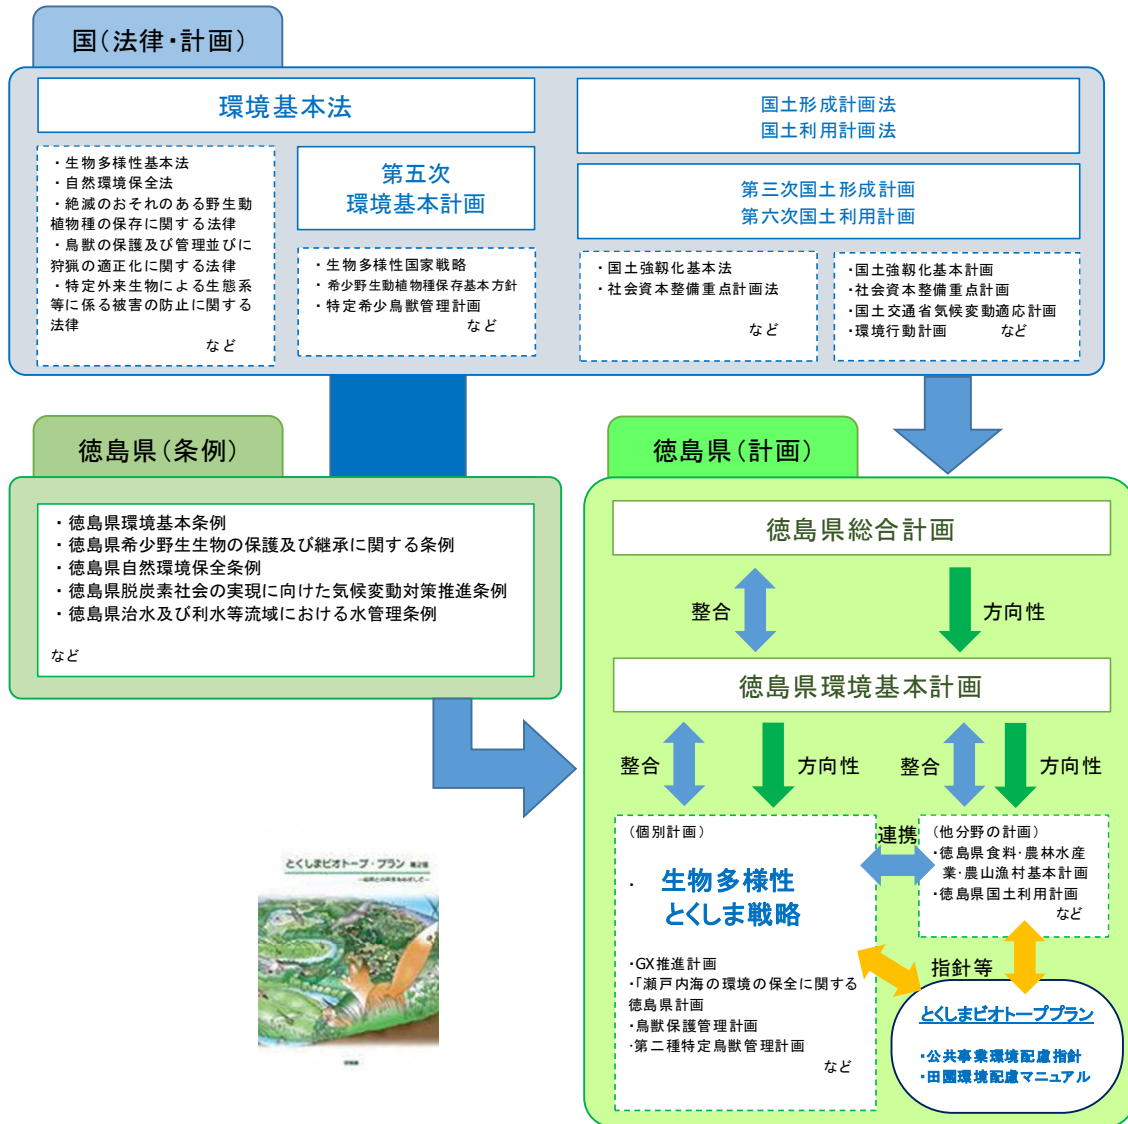 国(法律・計画)
環境基本法
・生物多様性基本法
・自然環境保全法
・絶滅のおそれのある野生動
植物種の保存に関する法律
・鳥獣の保護及び管理並びに
狩猟の適正化に関する法律
・特定外来生物による生態系
等に係る被害の防止に関する
法律
など
第五次
環境基本計画
・生物多様性国家戦略
・希少野生動植物種保存基本方針
・特定希少鳥獣管理計画
など
国土形成計画法
国土利用計画法
第三次国土形成計画
第六次国土利用計画
・国土強靱化基本法
・社会資本整備重点計画法
など
・国土強靱化基本計画
・社会資本整備重点計画
・国土交通省気候変動適応計画
・環境行動計画 など
徳島県(条例)
・徳島県環境基本条例
・徳島県希少野生生物の保護及び継承に関する条例
・徳島県自然環境保全条例
・徳島県脱炭素社会の実現に向けた気候変動対策推進条例
・徳島県治水及び利水等流域における水管理条例
など
徳島県(計画)
徳島県総合計画
整合
方向性
徳島県環境基本計画
整合
方向性
整合
方向性
(個別計画)
・ 生物多様性
とくしま戦略
・GX推進計画
・「瀬戸内海の環境の保全に関する
徳島県計画
・鳥獣保護管理計画
・第二種特定鳥獣管理計画
など
連携
(他分野の計画)
・徳島県食料・農林水産
業・農山漁村基本計画
・徳島県国土利用計画
など
指針等
とくしまビオトーププラン
・公共事業環境配慮指針
・田園環境配慮マニュアル
とくしまビオトープ・プラン 第2版